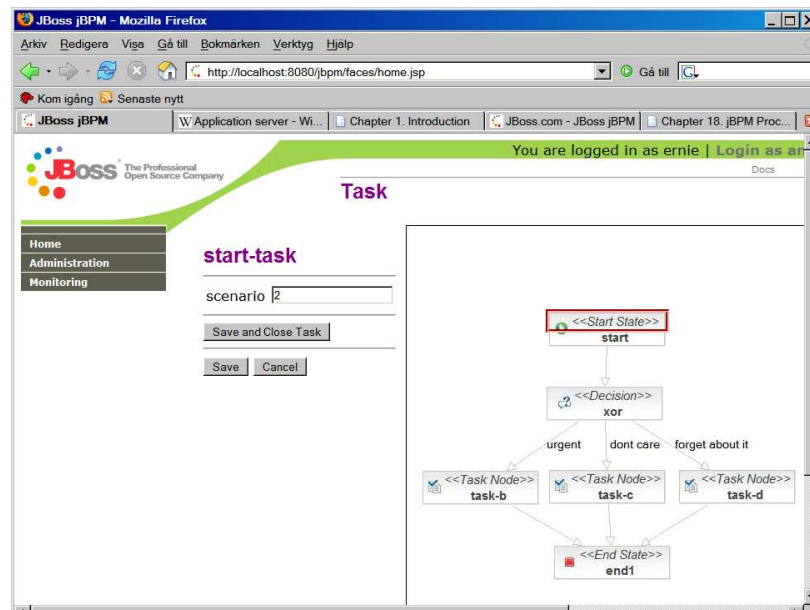 JBoss jBPM - Mozilla Firefox
Arkiv Redigera Visa Gå till Bokmärken Verktyg Hjälp
http://localhost:8080/jbpm/faces/home.jsp Gå till G
Kom igång Senaste nytt
JBoss jBPM W Application server - Wi... Chapter 1. Introduction JBoss.com - JBoss jBPM Chapter 18. jBPM Proc...
You are logged in as ernie | Login as an
JBoss The Professional
Open Source Company
Docs
Task
Home
Administration
Monitoring
start-task
scenario 2
Save and Close Task
Save Cancel
<<Start State>>
start
<<Decision>>
xor
urgent dont care forget about it
<<Task Node>> <<Task Node>> <<Task Node>>
task-b task-c task-d
<<End State>>
end1